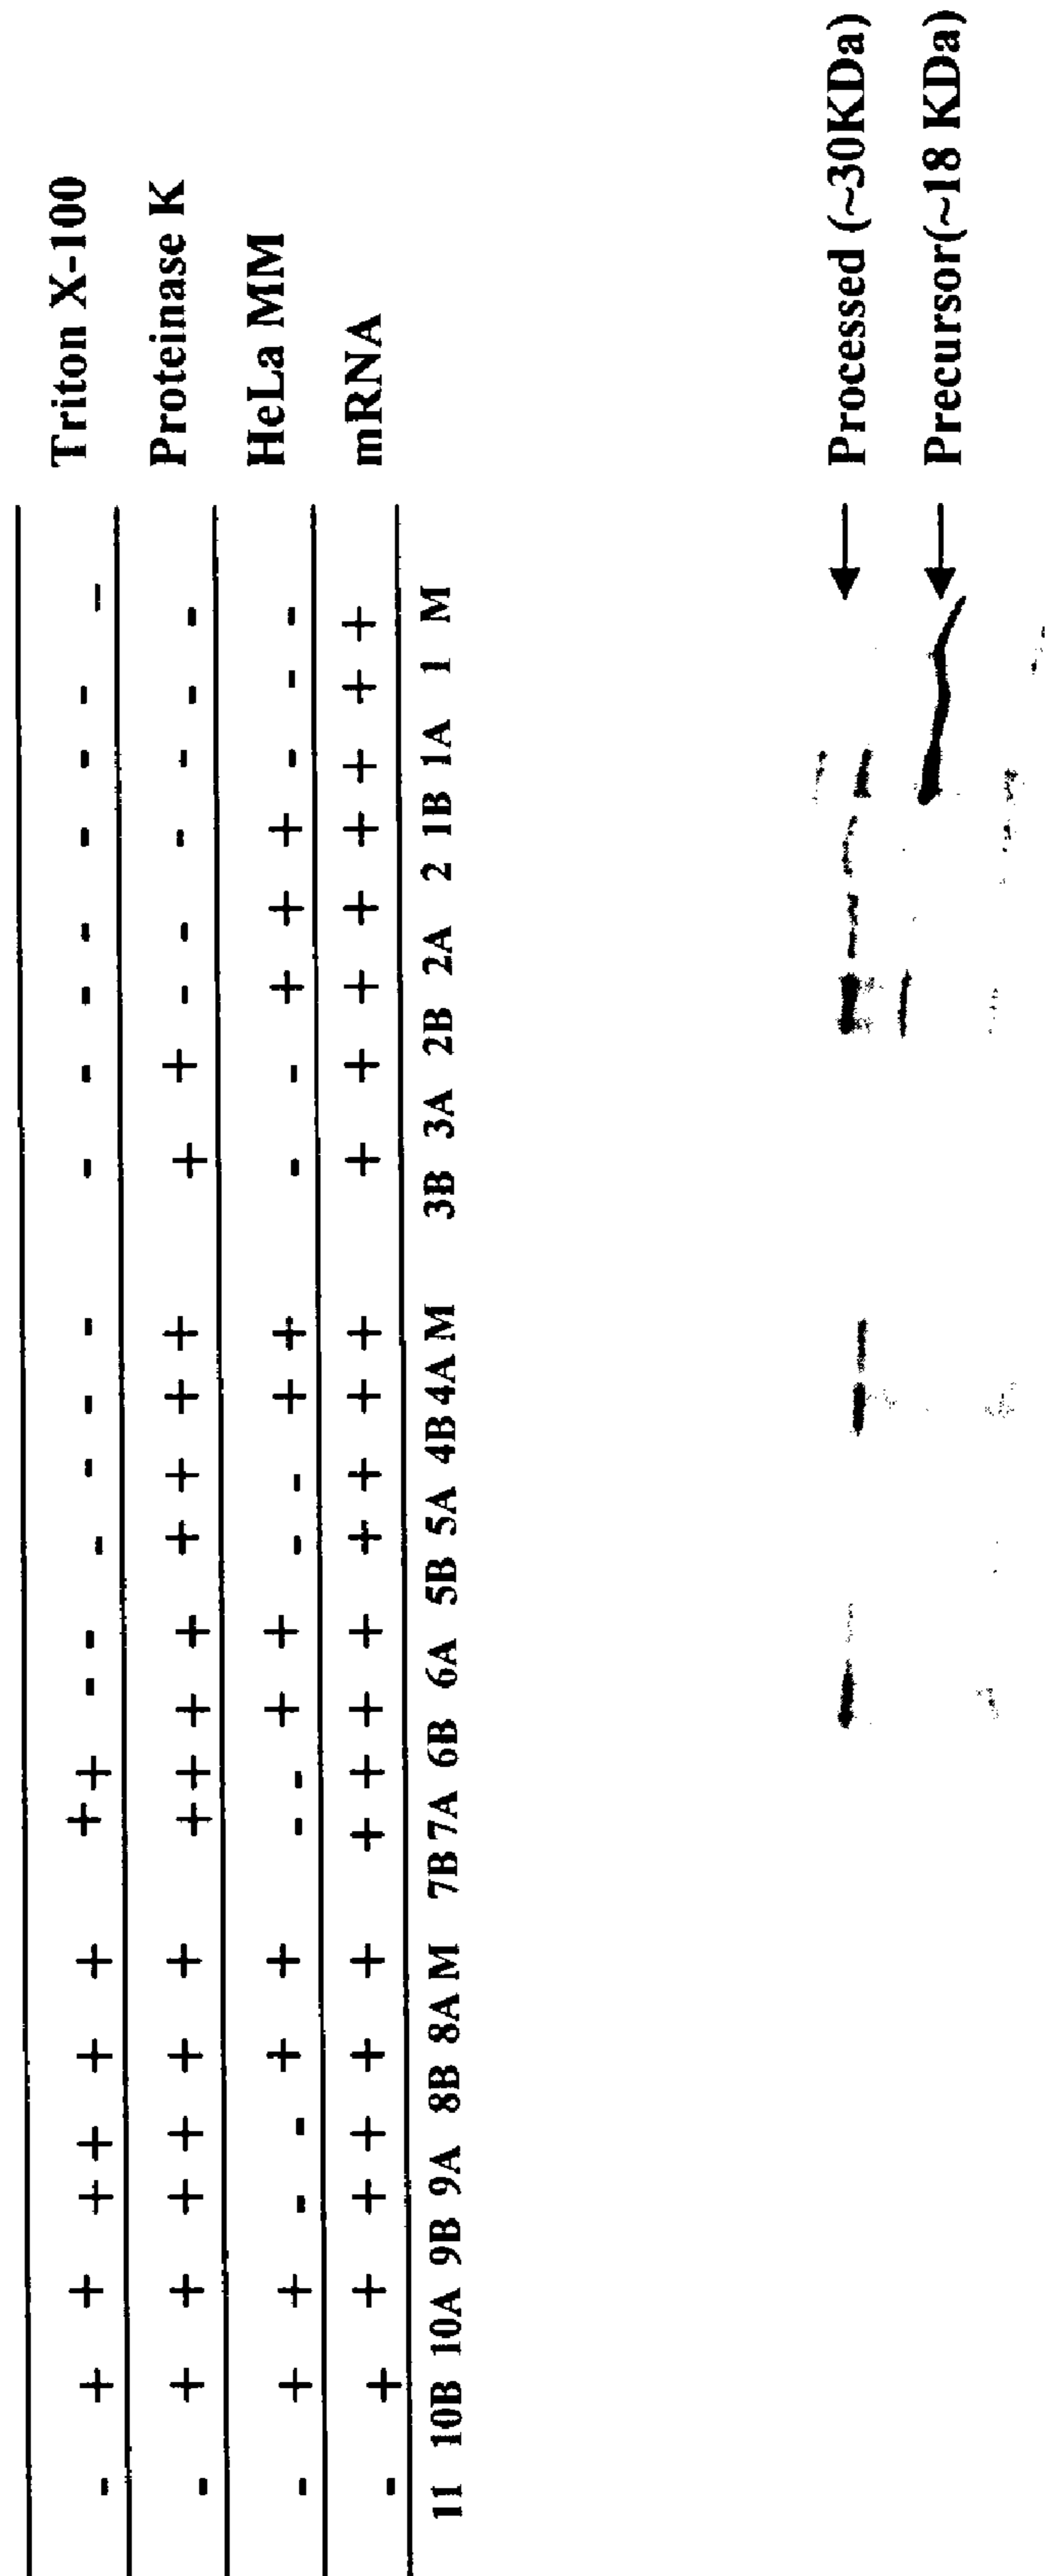 - + + + + + + + + - - - - - - - - - - - - - - Triton X-100
- + + + + + + + + + + + + + + + + - - - - - - Proteinase K
- + + - - + + - - + + - - + + - - + + + - - - HeLa MM
- + + + + + + + + + + + + + + + + + + + + + + mRNA
11 10B 10A 9B 9A 8B 8A M 7B 7A 6B 6A 5B 5A 4B 4A M 3B 3A 2B 2A 2 1B 1A 1 M
Processed (~30KDa)
Precursor(~18 KDa)